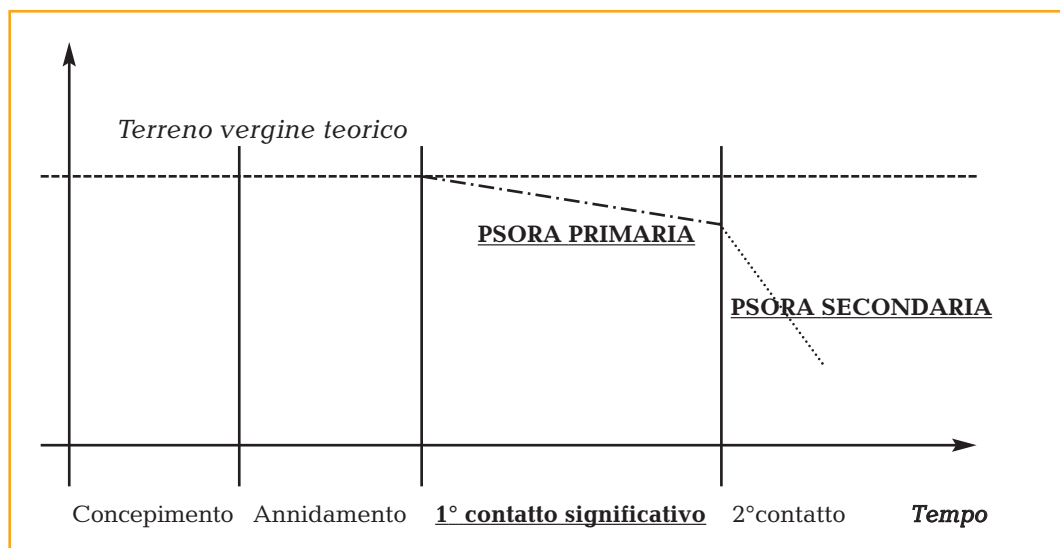 Terreno vergine teorico
PSORA PRIMARIA
PSORA SECONDARIA
Concepimento Annidamento 1° contatto significativo 2°contatto Tempo